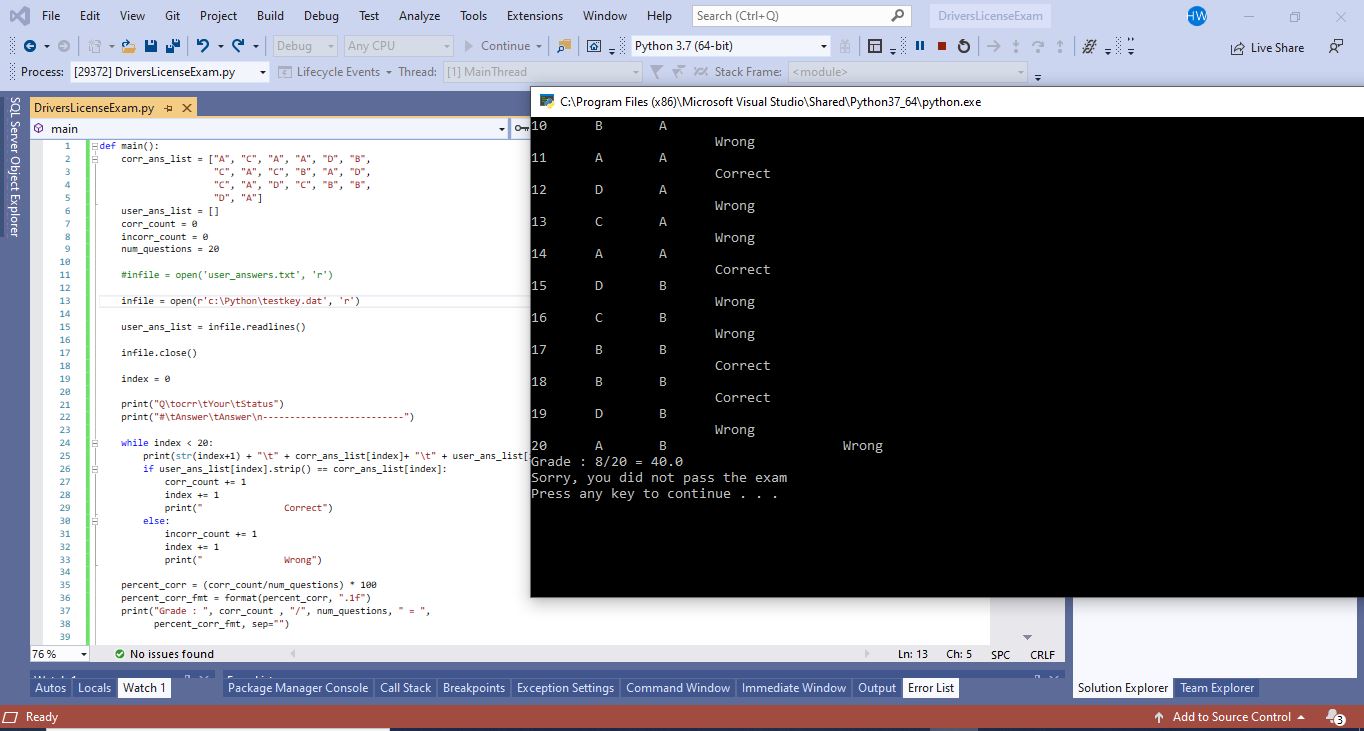 File Edit View Git Project Build Debug Test Analyze Tools Extensions Window Help Search (Ctrl+Q) DriversLicenseExam HW
Debug Any CPU Continue Python 3.7 (64-bit) Live Share
Process: [29372] DriversLicenseExam.py Lifecycle Events Thread: [1] MainThread Stack Frame: <module>
SQL Server Object Explorer
DriversLicenseExam.py
main
1 def main():
2 corr_ans_list = ["A", "C", "A", "A", "D", "B",
3 "C", "A", "C", "B", "A", "D",
4 "C", "A", "D", "C", "B", "B",
5 "D", "A"]
6 user_ans_list = []
7 corr_count = 0
8 incorr_count = 0
9 num_questions = 20
10
11 #infile = open('user_answers.txt', 'r')
12
13 infile = open(r'c:\Python\testkey.dat', 'r')
14
15 user_ans_list = infile.readlines()
16
17 infile.close()
18
19 index = 0
20
21 print("Q\tocrr\tYour\tStatus")
22 print("#\tAnswer\tAnswer\n--------------------------")
23
24 while index < 20:
25 print(str(index+1) + "\t" + corr_ans_list[index]+ "\t" + user_ans_list[
26 if user_ans_list[index].strip() == corr_ans_list[index]:
27 corr_count += 1
28 index += 1
29 print(" Correct")
30 else:
31 incorr_count += 1
32 index += 1
33 print(" Wrong")
34
35 percent_corr = (corr_count/num_questions) * 100
36 percent_corr_fmt = format(percent_corr, ".1f")
37 print("Grade : ", corr_count , "/", num_questions, " = ",
38 percent_corr_fmt, sep="")
39
C:\Program Files (x86)\Microsoft Visual Studio\Shared\Python37_64\python.exe
10 B A
Wrong
11 A A
Correct
12 D A
Wrong
13 C A
Wrong
14 A A
Correct
15 D B
Wrong
16 C B
Wrong
17 B B
Correct
18 B B
Correct
19 D B
Wrong
20 A B Wrong
Grade : 8/20 = 40.0
Sorry, you did not pass the exam
Press any key to continue . . .
76 % No issues found Ln: 13 Ch: 5 SPC CRLF
Autos Locals Watch 1 Package Manager Console Call Stack Breakpoints Exception Settings Command Window Immediate Window Output Error List Solution Explorer Team Explorer
Ready Add to Source Control 3